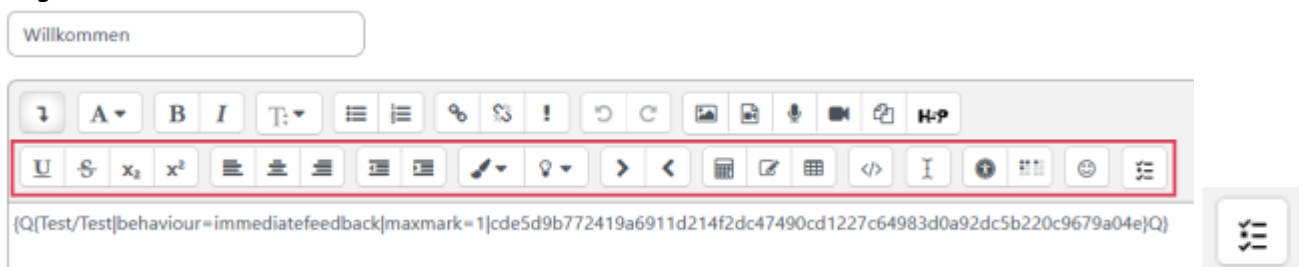 Willkommen
A B I T: ! H-P
U S x₂ x² </>
{Q{Test/Test|behaviour=immediatefeedback|maxmark=1|cde5d9b772419a6911d214f2dc47490cd1227c64983d0a92dc5b220c9679a04e}Q}